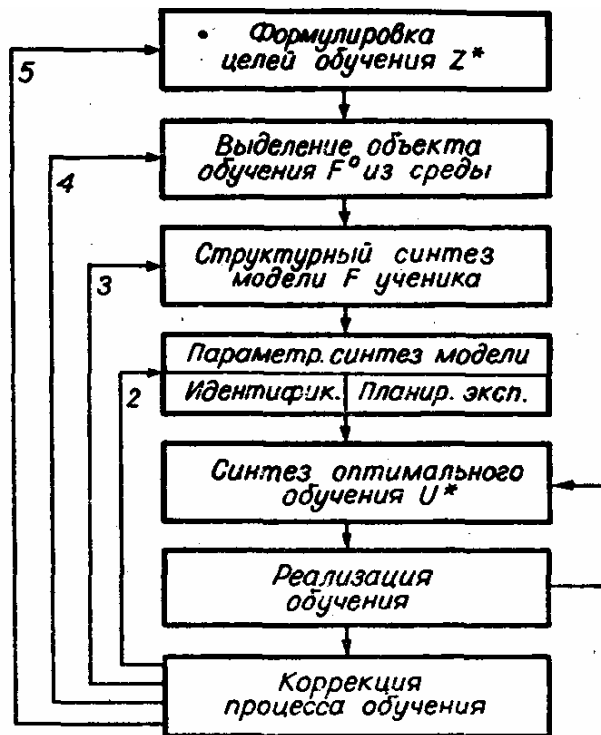 Формулировка
целей обучения Z*
5
Выделение объекта
обучения F° из среды
4
Структурный синтез
модели F ученика
3
Параметр. синтез модели
Идентифик. Планир. эксп.
2
Синтез оптимального
обучения U*
Реализация
обучения
Коррекция
процесса обучения